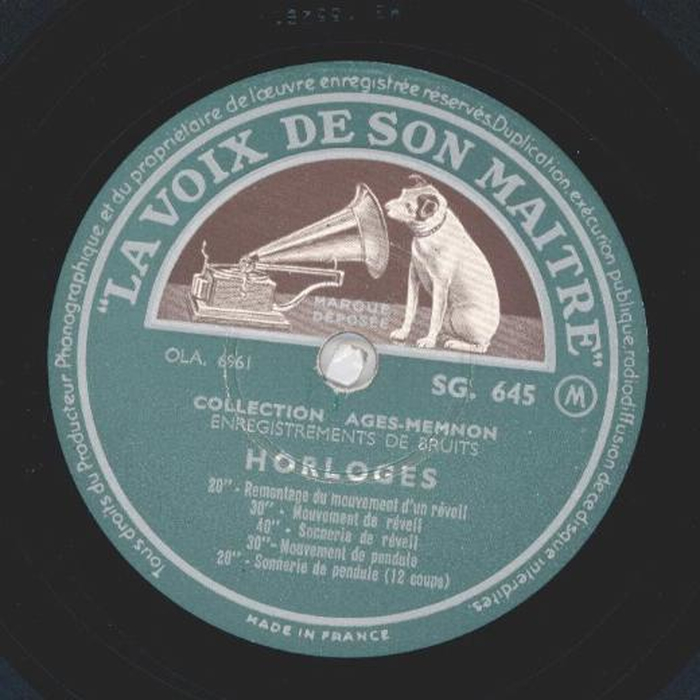 Tous droits du Producteur Phonographique et du propriétaire de l'œuvre enregistrée réservés. Duplication, exécution publique, radiodiffusion de ce disque interdites.
"LA VOIX DE SON MAITRE"
MARQUE
DÉPOSÉE
OLA. 6961
SG. 645 M
COLLECTION AGES-MEMNON
ENREGISTREMENTS DE BRUITS
HORLOGES
20" - Remontage du mouvement d'un réveil
30" - Mouvement de réveil
40" - Sonnerie de réveil
30" - Mouvement de pendule
20" - Sonnerie de pendule (12 coups)
MADE IN FRANCE